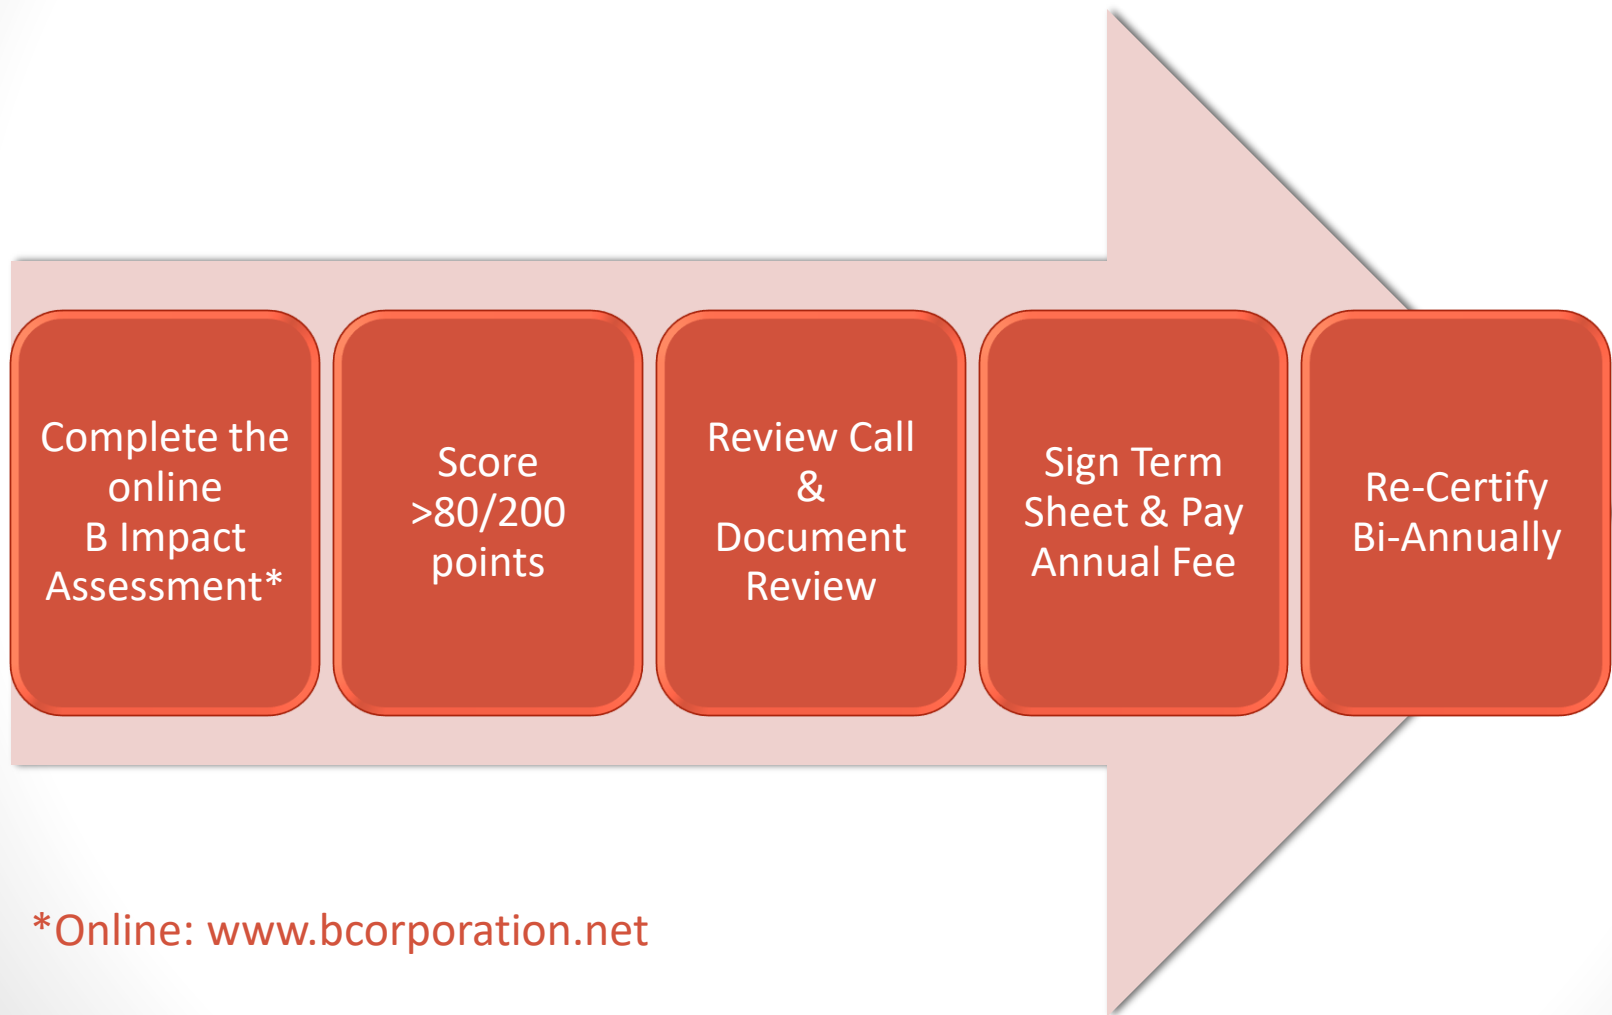 Complete the
online
B Impact
Assessment*
Score
>80/200
points
Review Call
&
Document
Review
Sign Term
Sheet & Pay
Annual Fee
Re-Certify
Bi-Annually
*Online: www.bcorporation.net